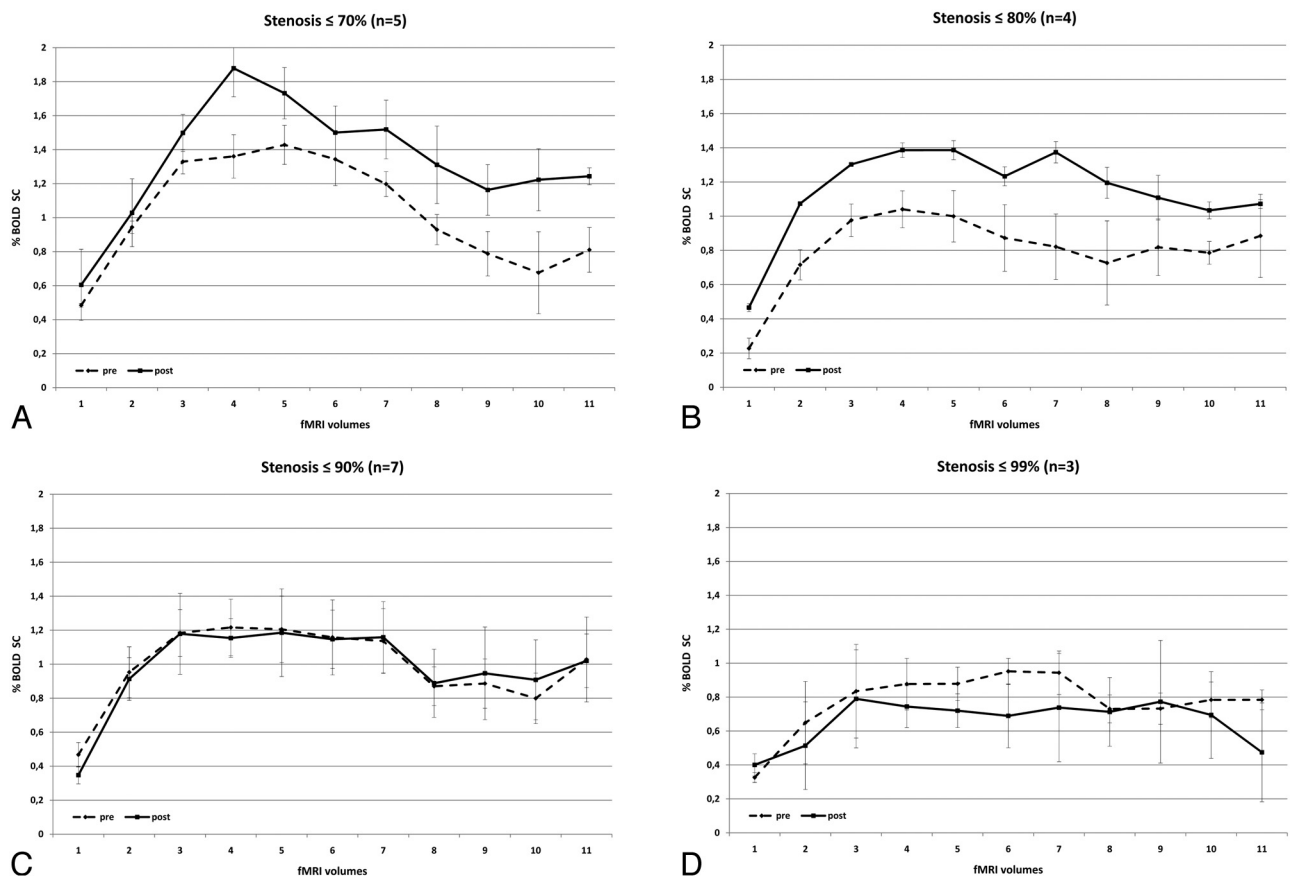 Stenosis ≤ 70% (n=5)
2
1,8
1,6
1,4
1,2
1
0,8
0,6
0,4
0,2
0
% BOLD SC
pre post
1 2 3 4 5 6 7 8 9 10 11
fMRI volumes
A
Stenosis ≤ 80% (n=4)
2
1,8
1,6
1,4
1,2
1
0,8
0,6
0,4
0,2
0
% BOLD SC
pre post
1 2 3 4 5 6 7 8 9 10 11
fMRI volumes
B
Stenosis ≤ 90% (n=7)
2
1,8
1,6
1,4
1,2
1
0,8
0,6
0,4
0,2
0
% BOLD SC
pre post
1 2 3 4 5 6 7 8 9 10 11
fMRI volumes
C
Stenosis ≤ 99% (n=3)
2
1,8
1,6
1,4
1,2
1
0,8
0,6
0,4
0,2
0
% BOLD SC
pre post
1 2 3 4 5 6 7 8 9 10 11
fMRI volumes
D